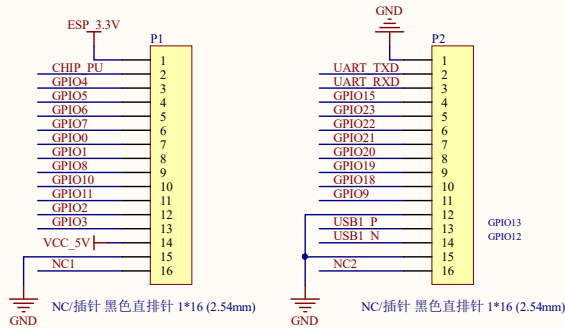 ESP_3.3V
P1
1
CHIP_PU 2
GPIO4 3
GPIO5 4
GPIO6 5
GPIO7 6
GPIO0 7
GPIO1 8
GPIO8 9
GPIO10 10
GPIO11 11
GPIO2 12
GPIO3 13
VCC_5V 14
15
NC1 16
GND
NC/插针 黑色直排针 1*16 (2.54mm)
GND
P2
1
UART_TXD 2
UART_RXD 3
GPIO15 4
GPIO23 5
GPIO22 6
GPIO21 7
GPIO20 8
GPIO19 9
GPIO18 10
GPIO9 11
12
USB1_P 13 GPIO13
USB1_N 14 GPIO12
15
NC2 16
GND
NC/插针 黑色直排针 1*16 (2.54mm)